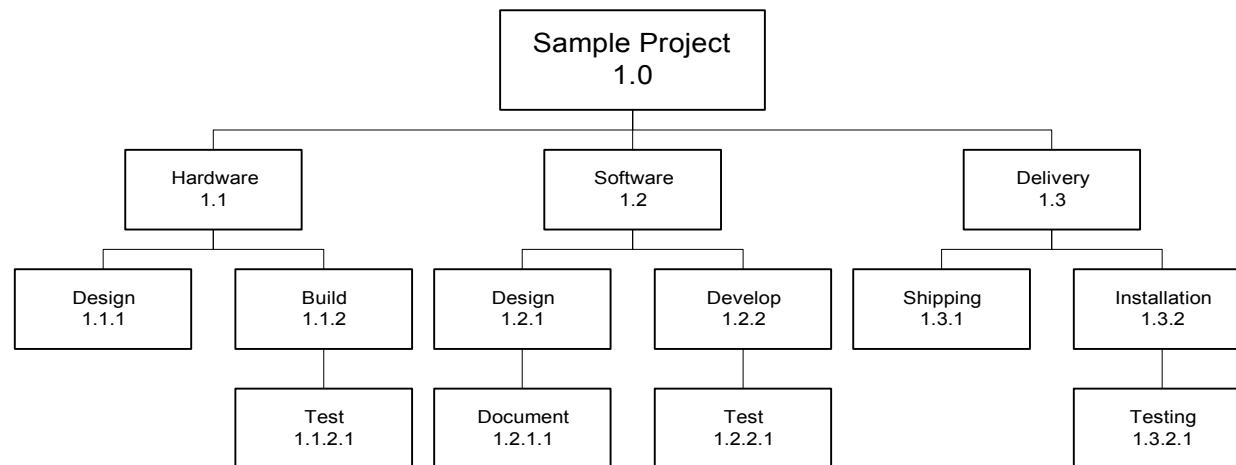 Sample Project
1.0
Hardware
1.1
Software
1.2
Delivery
1.3
Design
1.1.1
Build
1.1.2
Design
1.2.1
Develop
1.2.2
Shipping
1.3.1
Installation
1.3.2
Test
1.1.2.1
Document
1.2.1.1
Test
1.2.2.1
Testing
1.3.2.1